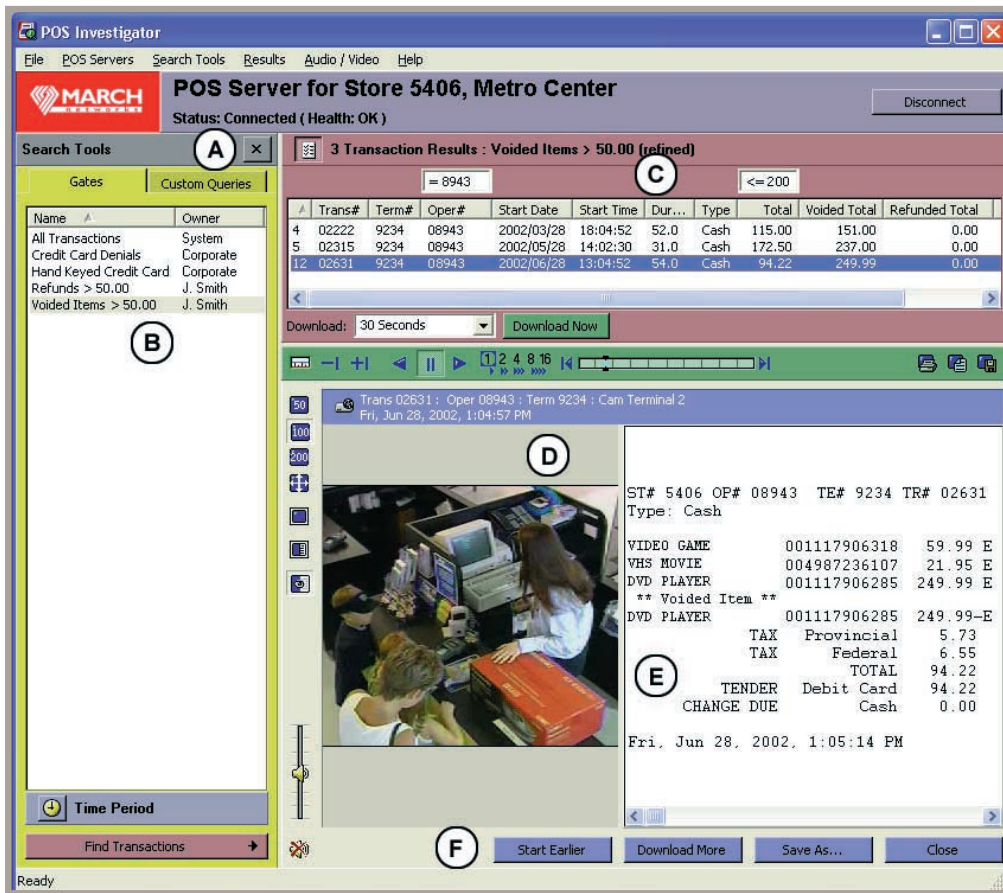 POS Investigator
File POS Servers Search Tools Results Audio / Video Help
MARCH
NETWORKS
POS Server for Store 5406, Metro Center
Status: Connected ( Health: OK )
Disconnect
Search Tools
A
Gates
Custom Queries
Name Owner
All Transactions System
Credit Card Denials Corporate
Hand Keyed Credit Card Corporate
Refunds > 50.00 J. Smith
Voided Items > 50.00 J. Smith
B
Time Period
Find Transactions
3 Transaction Results : Voided Items > 50.00 (refined)
C
= 8943
<= 200
Trans# Term# Oper# Start Date Start Time Dur... Type Total Voided Total Refunded Total
4 02222 9234 08943 2002/03/28 18:04:52 52.0 Cash 115.00 151.00 0.00
5 02315 9234 08943 2002/05/28 14:02:30 31.0 Cash 172.50 237.00 0.00
12 02631 9234 08943 2002/06/28 13:04:52 54.0 Cash 94.22 249.99 0.00
Download: 30 Seconds Download Now
1 2 4 8 16
50
100
200
Trans 02631 : Oper 08943 : Term 9234 : Cam Terminal 2
Fri, Jun 28, 2002, 1:04:57 PM
D
ST# 5406 OP# 08943 TE# 9234 TR# 02631
Type: Cash
VIDEO GAME 001117906318 59.99 E
VHS MOVIE 004987236107 21.95 E
DVD PLAYER 001117906285 249.99 E
** Voided Item **
DVD PLAYER 001117906285 249.99-E
TAX Provincial 5.73
TAX Federal 6.55
TOTAL 94.22
TENDER Debit Card 94.22
CHANGE DUE Cash 0.00
Fri, Jun 28, 2002, 1:05:14 PM
E
F
Start Earlier
Download More
Save As...
Close
Ready